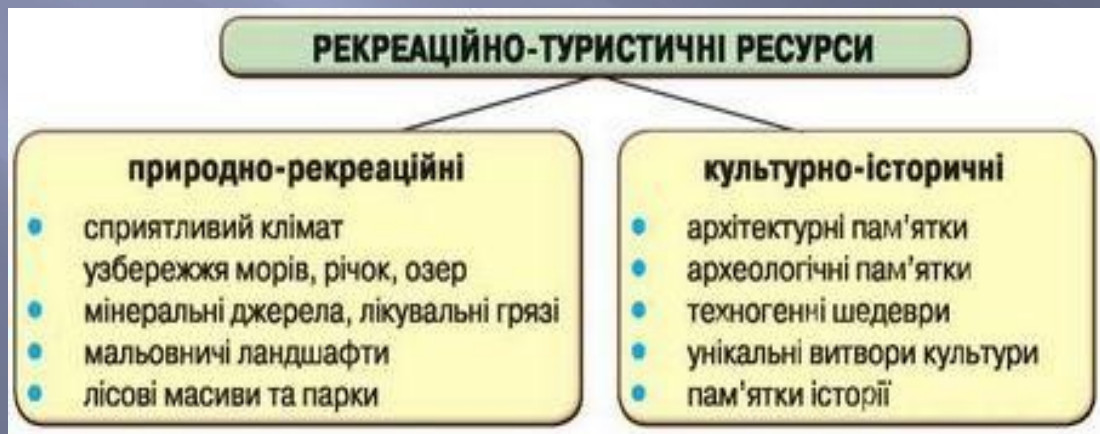 РЕКРЕАЦІЙНО-ТУРИСТИЧНІ РЕСУРСИ
природно-рекреаційні
• сприятливий клімат
узбережжя морів, річок, озер
• мінеральні джерела, лікувальні грязі
• мальовничі ландшафти
• лісові масиви та парки
культурно-історичні
• архітектурні пам’ятки
• археологічні пам’ятки
• техногенні шедеври
• унікальні витвори культури
• пам’ятки історії